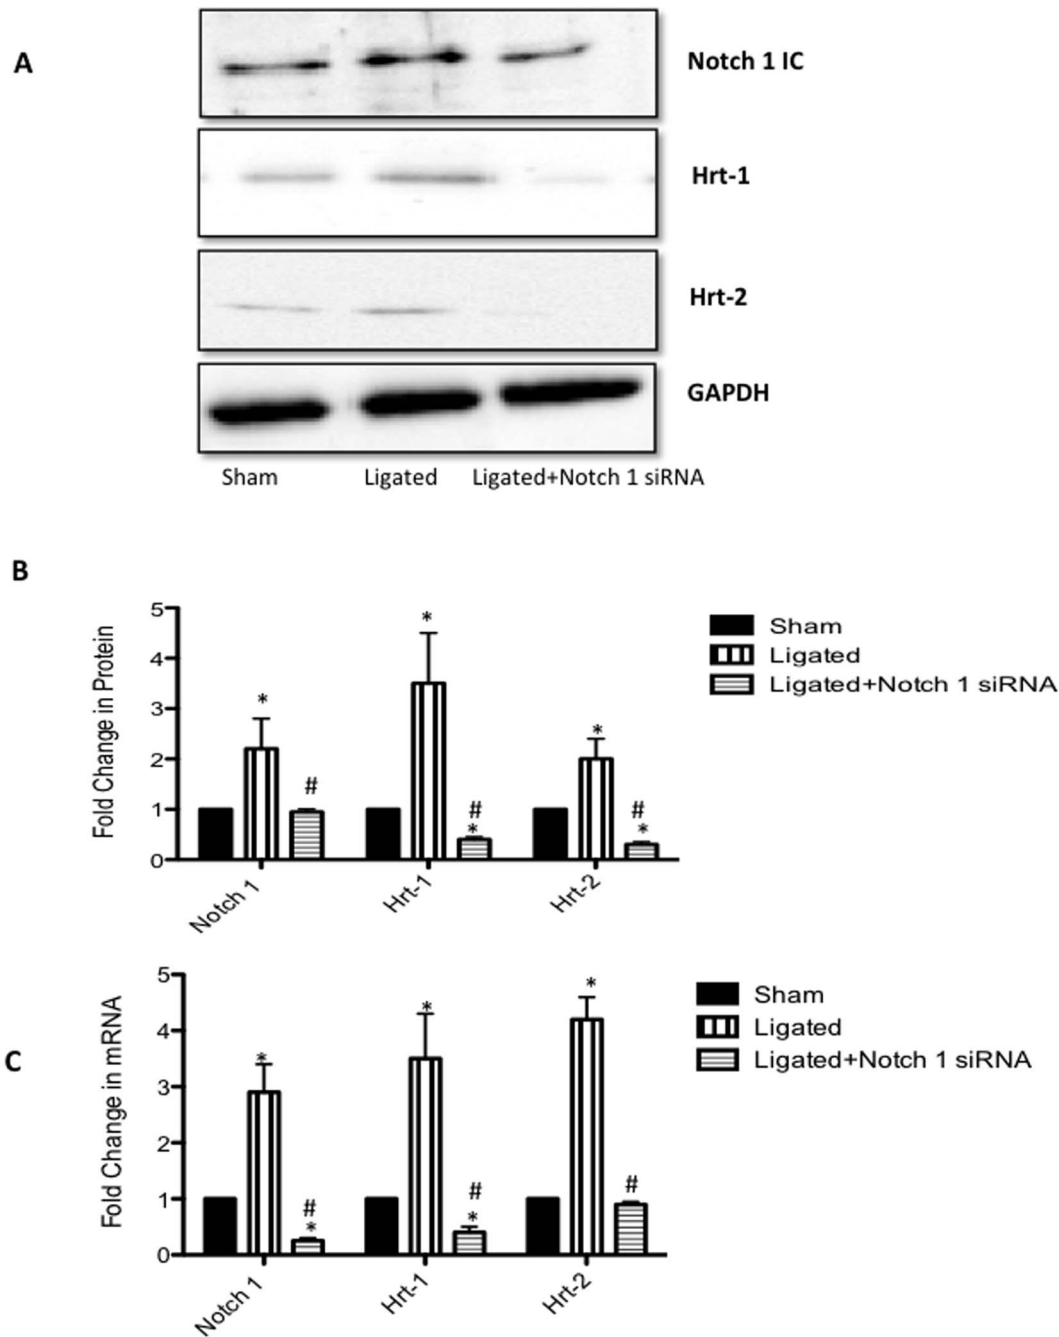 A
Notch 1 IC
Hrt-1
Hrt-2
GAPDH
Sham Ligated Ligated+Notch 1 siRNA
B
Fold Change in Protein
5
4
3
2
1
0
*
#
*
#
*
*
#
*
Notch 1 Hrt-1 Hrt-2
Sham
Ligated
Ligated+Notch 1 siRNA
C
Fold Change in mRNA
5
4
3
2
1
0
*
#
*
*
#
*
*
#
Notch 1 Hrt-1 Hrt-2
Sham
Ligated
Ligated+Notch 1 siRNA